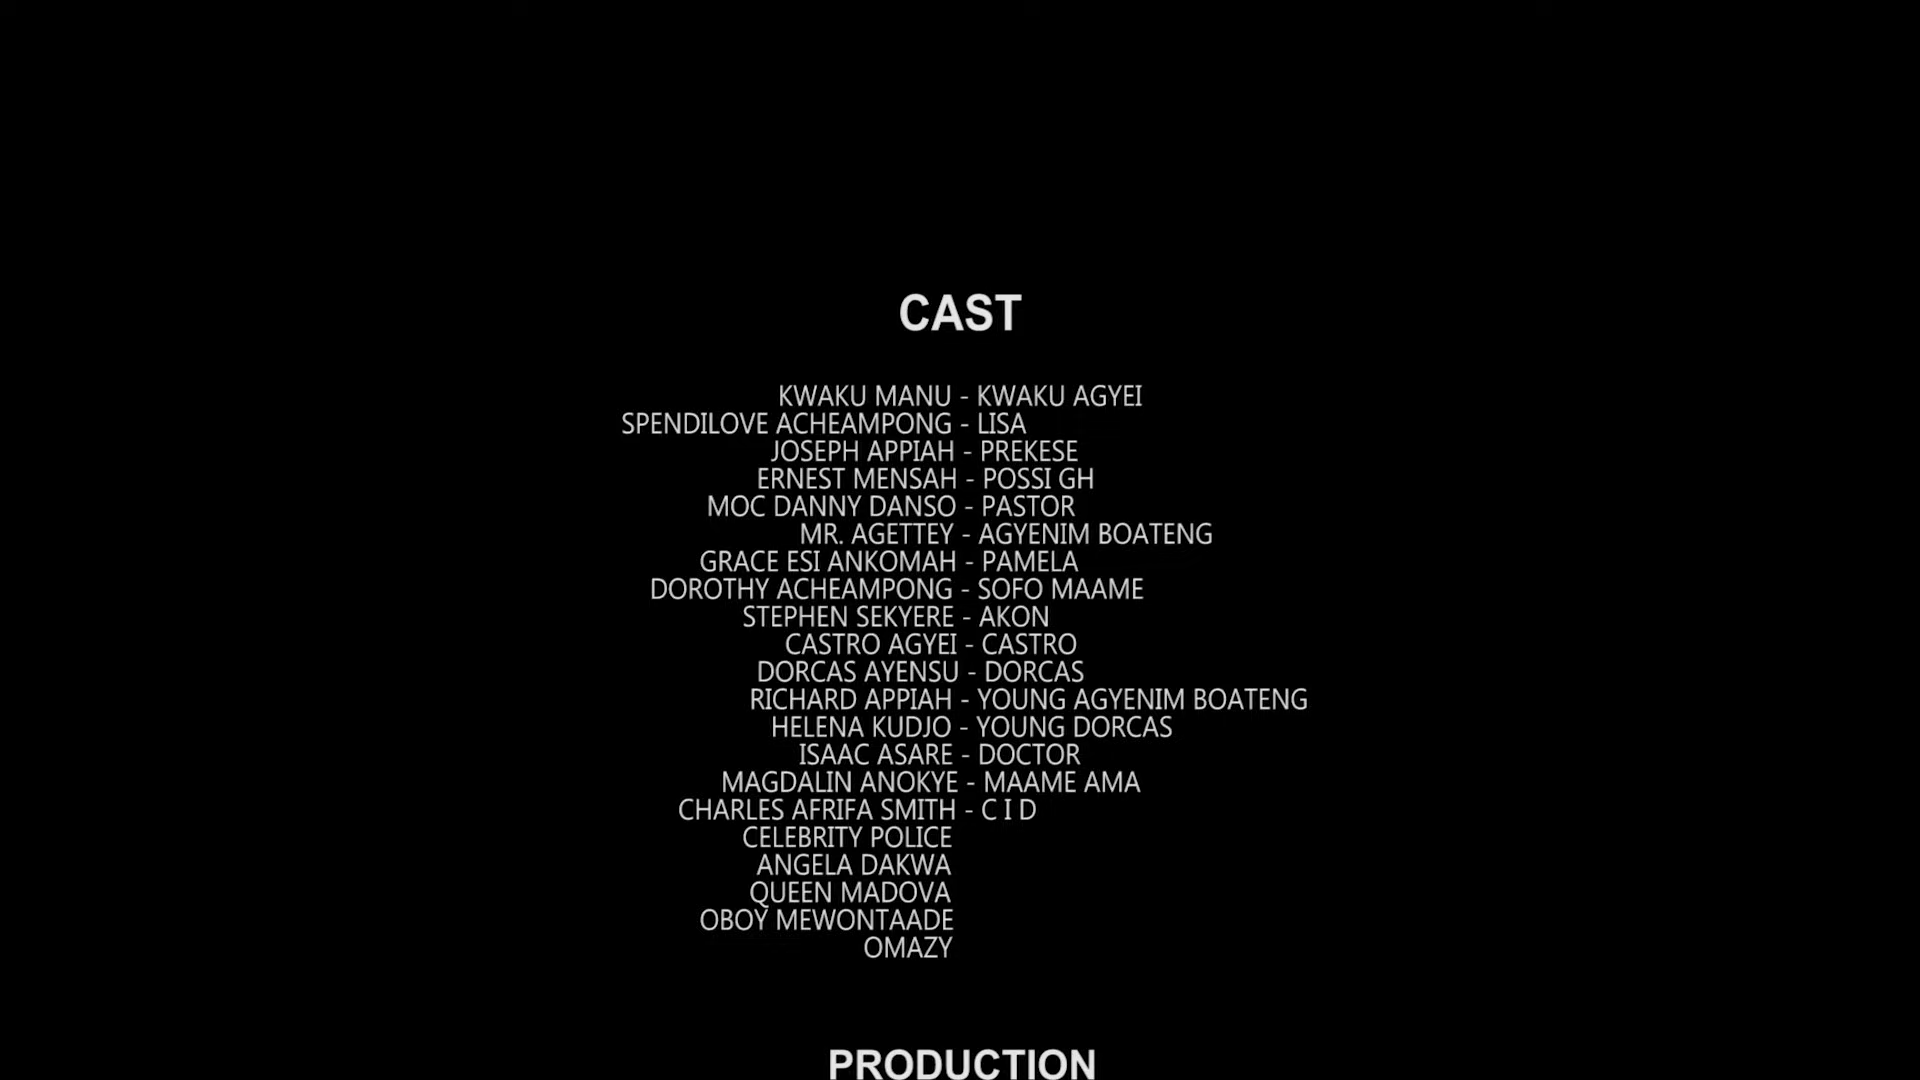 CAST
KWAKU MANU - KWAKU AGYEI
SPENDILOVE ACHEAMPONG - LISA
JOSEPH APPIAH - PREKESE
ERNEST MENSAH - POSSI GH
MOC DANNY DANSO - PASTOR
MR. AGETTEY - AGYENIM BOATENG
GRACE ESI ANKOMAH - PAMELA
DOROTHY ACHEAMPONG - SOFO MAAME
STEPHEN SEKYERE - AKON
CASTRO AGYEI - CASTRO
DORCAS AYENSU - DORCAS
RICHARD APPIAH - YOUNG AGYENIM BOATENG
HELENA KUDJO - YOUNG DORCAS
ISAAC ASARE - DOCTOR
MAGDALIN ANOKYE - MAAME AMA
CHARLES AFRIFA SMITH - C I D
CELEBRITY POLICE
ANGELA DAKWA
QUEEN MADOVA
OBOY MEWONTAADE
OMAZY
PRODUCTION